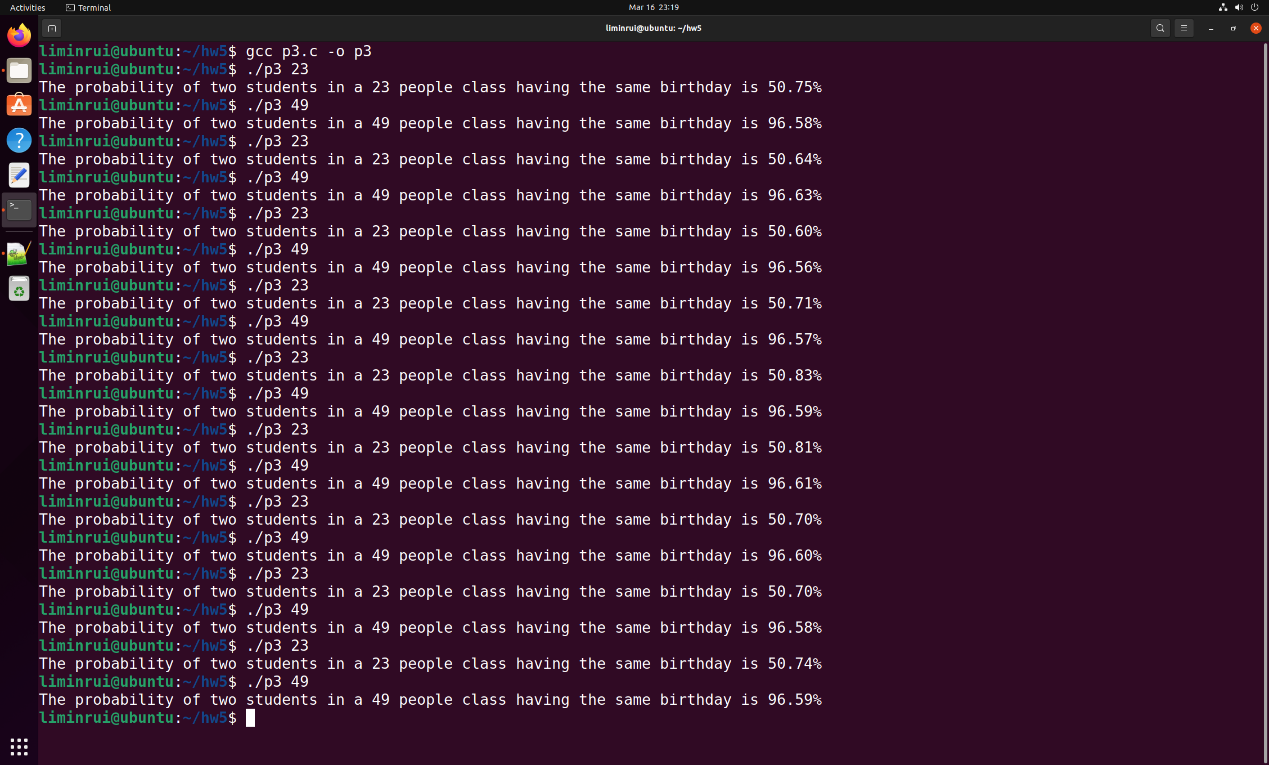 Activities
Terminal
Mar 16 23:19
liminrui@ubuntu: ~/hw5
liminrui@ubuntu:~/hw5$ gcc p3.c -o p3
liminrui@ubuntu:~/hw5$ ./p3 23
The probability of two students in a 23 people class having the same birthday is 50.75%
liminrui@ubuntu:~/hw5$ ./p3 49
The probability of two students in a 49 people class having the same birthday is 96.58%
liminrui@ubuntu:~/hw5$ ./p3 23
The probability of two students in a 23 people class having the same birthday is 50.64%
liminrui@ubuntu:~/hw5$ ./p3 49
The probability of two students in a 49 people class having the same birthday is 96.63%
liminrui@ubuntu:~/hw5$ ./p3 23
The probability of two students in a 23 people class having the same birthday is 50.60%
liminrui@ubuntu:~/hw5$ ./p3 49
The probability of two students in a 49 people class having the same birthday is 96.56%
liminrui@ubuntu:~/hw5$ ./p3 23
The probability of two students in a 23 people class having the same birthday is 50.71%
liminrui@ubuntu:~/hw5$ ./p3 49
The probability of two students in a 49 people class having the same birthday is 96.57%
liminrui@ubuntu:~/hw5$ ./p3 23
The probability of two students in a 23 people class having the same birthday is 50.83%
liminrui@ubuntu:~/hw5$ ./p3 49
The probability of two students in a 49 people class having the same birthday is 96.59%
liminrui@ubuntu:~/hw5$ ./p3 23
The probability of two students in a 23 people class having the same birthday is 50.81%
liminrui@ubuntu:~/hw5$ ./p3 49
The probability of two students in a 49 people class having the same birthday is 96.61%
liminrui@ubuntu:~/hw5$ ./p3 23
The probability of two students in a 23 people class having the same birthday is 50.70%
liminrui@ubuntu:~/hw5$ ./p3 49
The probability of two students in a 49 people class having the same birthday is 96.60%
liminrui@ubuntu:~/hw5$ ./p3 23
The probability of two students in a 23 people class having the same birthday is 50.70%
liminrui@ubuntu:~/hw5$ ./p3 49
The probability of two students in a 49 people class having the same birthday is 96.58%
liminrui@ubuntu:~/hw5$ ./p3 23
The probability of two students in a 23 people class having the same birthday is 50.74%
liminrui@ubuntu:~/hw5$ ./p3 49
The probability of two students in a 49 people class having the same birthday is 96.59%
liminrui@ubuntu:~/hw5$